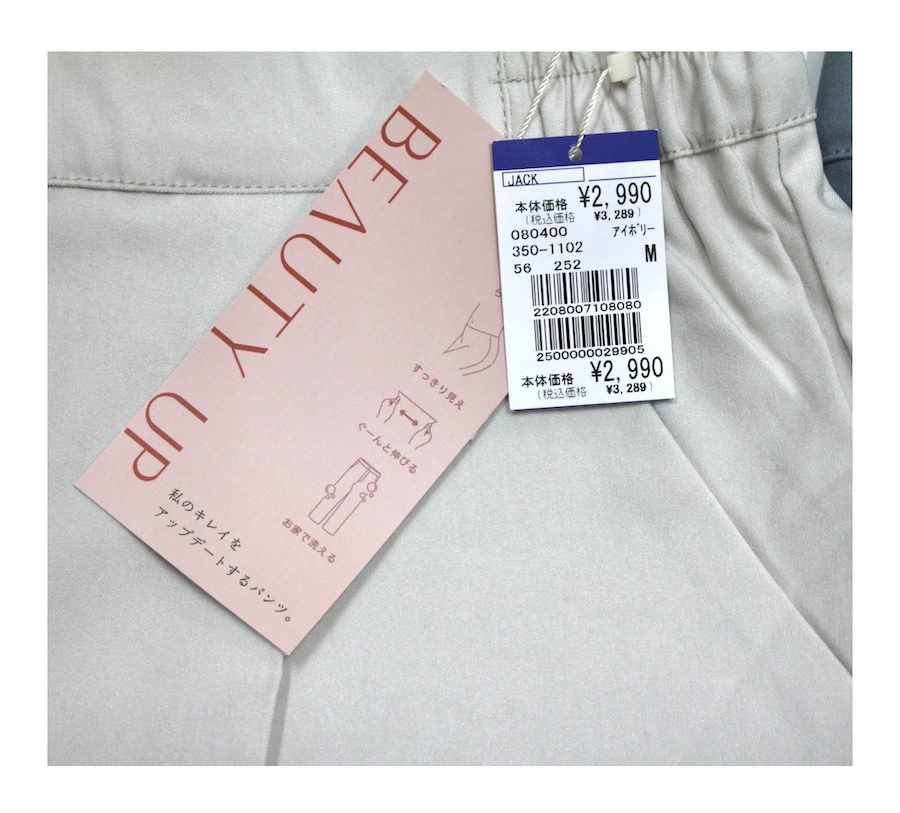 BEAUTY UP
すっきり見え
ぐーんと伸びる
お家で洗える
私のキレイを
アップデートするパンツ。
JACK
本体価格 ¥2,990
(税込価格 ¥3,289)
080400 アイボリー
350-1102
56 252 M
2208007108080
2500000029905
本体価格 ¥2,990
(税込価格 ¥3,289)